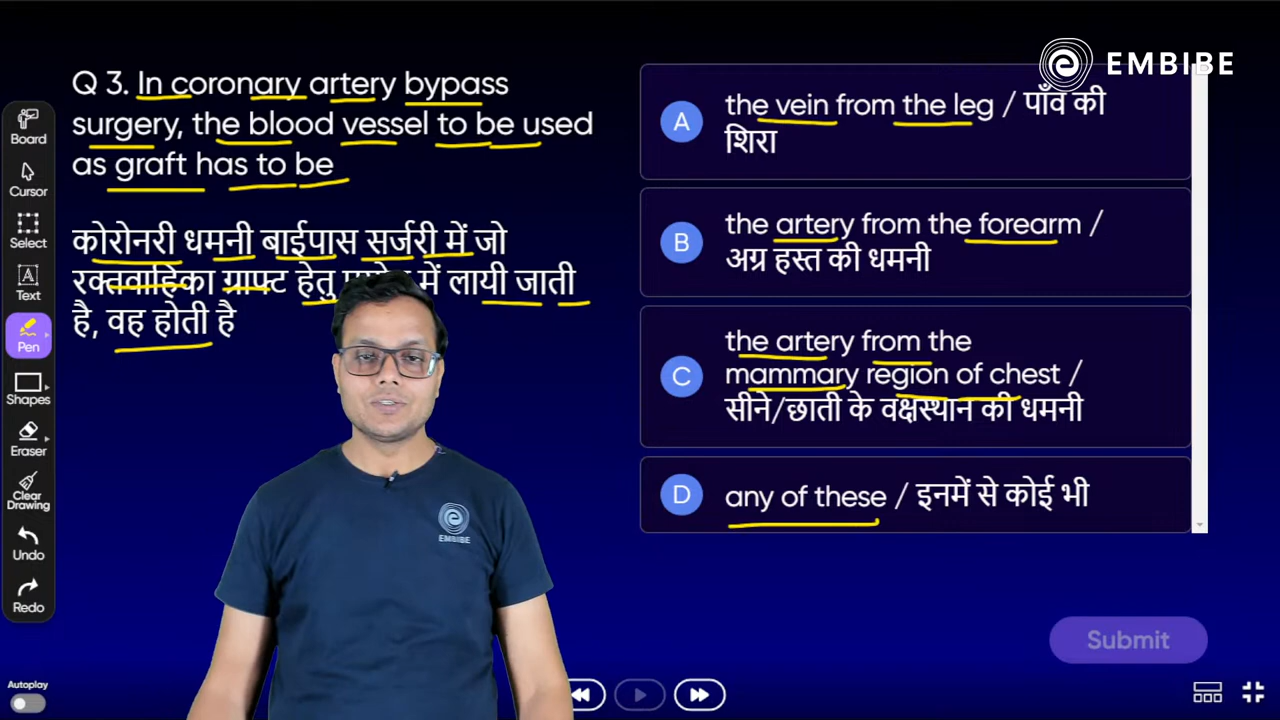 EMBIBE
Q 3. In coronary artery bypass
surgery, the blood vessel to be used
as graft has to be
कोरोनरी धमनी बाईपास सर्जरी में जो
रक्तवाहिका ग्राफ्ट हेतु में लायी जाती
है, वह होती है
A
the vein from the leg / पाँव की
शिरा
B
the artery from the forearm /
अग्र हस्त की धमनी
C
the artery from the
mammary region of chest /
सीने/छाती के वक्षस्थान की धमनी
D
any of these / इनमें से कोई भी
Board
Cursor
Select
Text
Pen
Shapes
Eraser
Clear
Drawing
Undo
Redo
EMBIBE
Submit
Autoplay